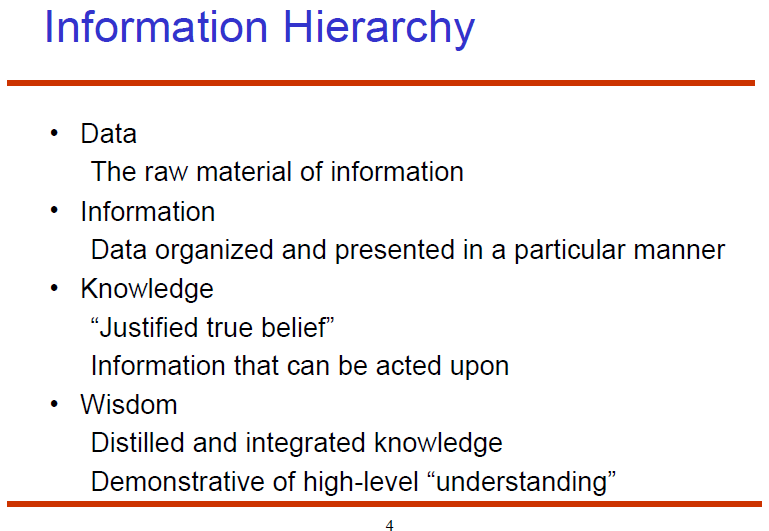 Information Hierarchy
• Data
The raw material of information
• Information
Data organized and presented in a particular manner
• Knowledge
“Justified true belief”
Information that can be acted upon
• Wisdom
Distilled and integrated knowledge
Demonstrative of high-level “understanding”
4